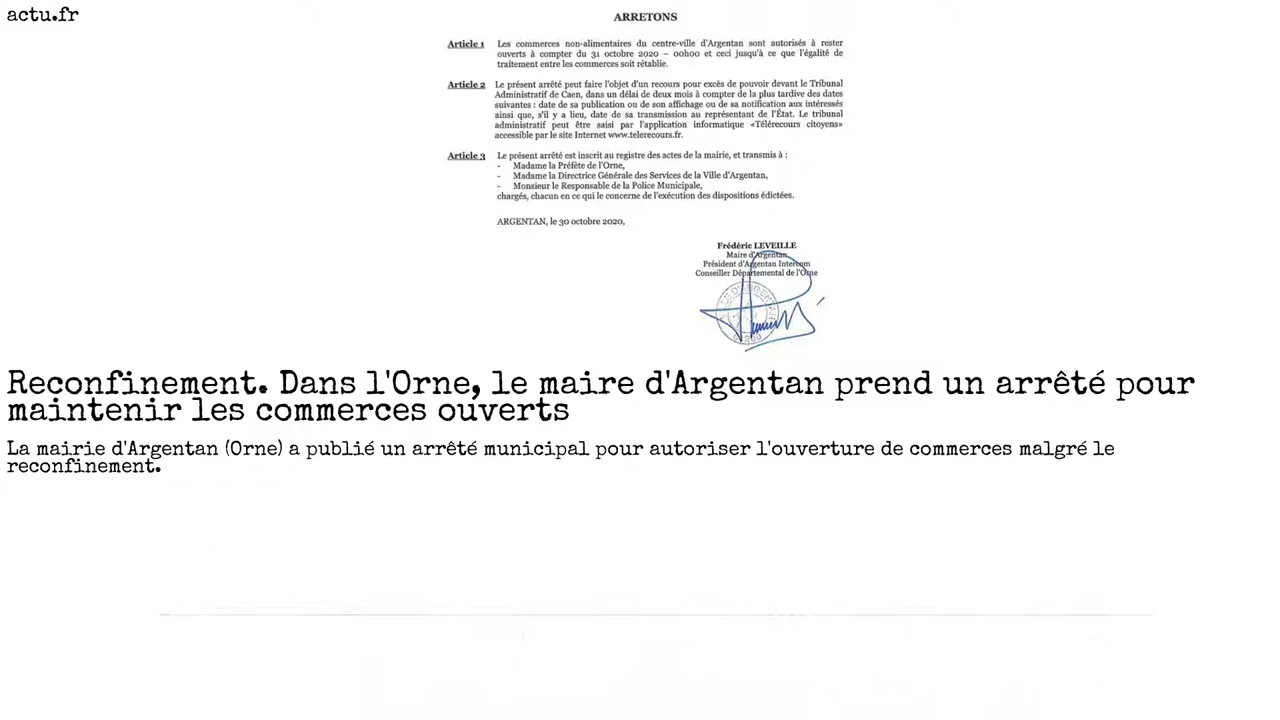 actu.fr
ARRETONS
Article 1 Les commerces non-alimentaires du centre-ville d'Argentan sont autorisés à rester
ouverts à compter du 31 octobre 2020 – 00h00 et ceci jusqu'à ce que l'égalité de
traitement entre les commerces soit rétablie.
Article 2 Le présent arrêté peut faire l'objet d'un recours pour excès de pouvoir devant le Tribunal
Administratif de Caen, dans un délai de deux mois à compter de la plus tardive des dates
suivantes : date de sa publication ou de son affichage ou de sa notification aux intéressés
ainsi que, s'il y a lieu, date de sa transmission au représentant de l'État. Le tribunal
administratif peut être saisi par l'application informatique «Télérecours citoyens»
accessible par le site Internet www.telerecours.fr.
Article 3 Le présent arrêté est inscrit au registre des actes de la mairie, et transmis à :
- Madame la Préfète de l'Orne,
- Madame la Directrice Générale des Services de la Ville d'Argentan,
- Monsieur le Responsable de la Police Municipale,
chargés, chacun en ce qui le concerne de l'exécution des dispositions édictées.
ARGENTAN, le 30 octobre 2020,
Frédéric LEVEILLE
Maire d'Argentan
Président d'Argentan Intercom
Conseiller Départemental de l'Orne
Reconfinement. Dans l'Orne, le maire d'Argentan prend un arrêté pour
maintenir les commerces ouverts
La mairie d'Argentan (Orne) a publié un arrêté municipal pour autoriser l'ouverture de commerces malgré le
reconfinement.